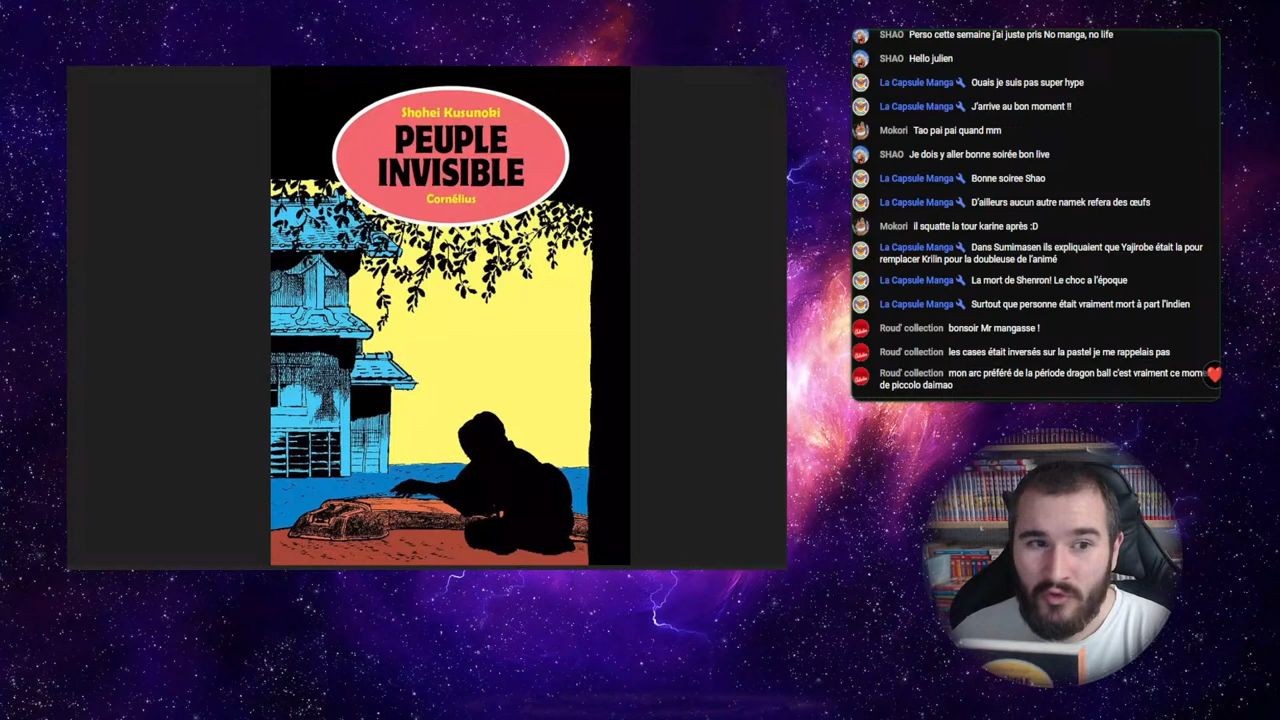 Shohei Kusunoki
PEUPLE
INVISIBLE
Cornélius
SHAO Perso cette semaine j'ai juste pris No manga, no life
SHAO Hello julien
La Capsule Manga Ouais je suis pas super hype
La Capsule Manga J'arrive au bon moment !!
Mokori Tao pai pai quand mm
SHAO Je dois y aller bonne soirée bon live
La Capsule Manga Bonne soiree Shao
La Capsule Manga D'ailleurs aucun autre namek refera des œufs
Mokori il squatte la tour karine après :D
La Capsule Manga Dans Sumimasen ils expliquaient que Yajirobe était la pour
remplacer Krilin pour la doubleuse de l'animé
La Capsule Manga La mort de Shenron! Le choc a l'époque
La Capsule Manga Surtout que personne était vraiment mort à part l'indien
Roud' collection bonsoir Mr mangasse !
Roud' collection les cases était inversés sur la pastel je me rappelais pas
Roud' collection mon arc préféré de la période dragon ball c'est vraiment ce mom
de piccolo daimao